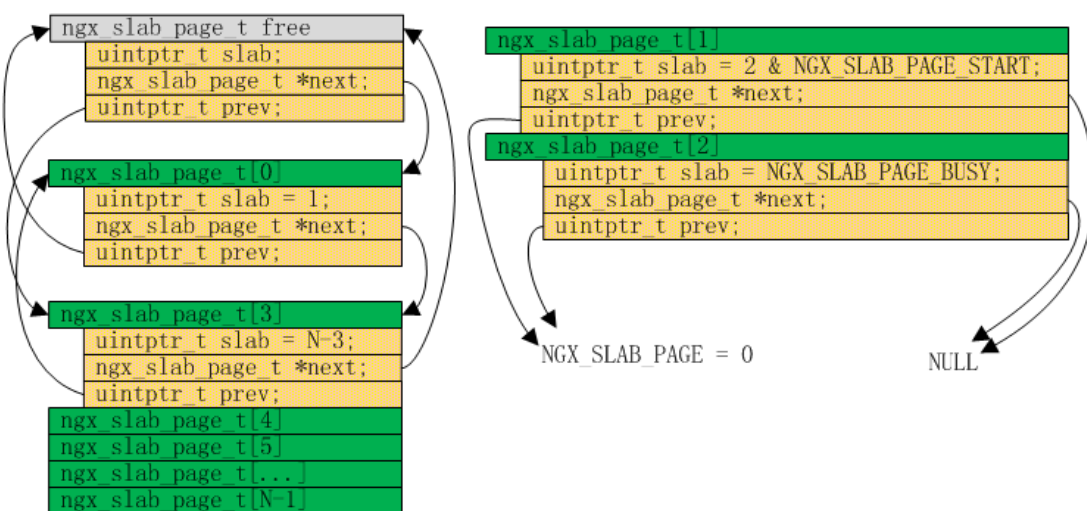 ngx_slab_page_t free
uintptr_t slab;
ngx_slab_page_t *next;
uintptr_t prev;
ngx_slab_page_t[0]
uintptr_t slab = 1;
ngx_slab_page_t *next;
uintptr_t prev;
ngx_slab_page_t[3]
uintptr_t slab = N-3;
ngx_slab_page_t *next;
uintptr_t prev;
ngx_slab_page_t[4]
ngx_slab_page_t[5]
ngx_slab_page_t[...]
ngx_slab_page_t[N-1]
ngx_slab_page_t[1]
uintptr_t slab = 2 & NGX_SLAB_PAGE_START;
ngx_slab_page_t *next;
uintptr_t prev;
ngx_slab_page_t[2]
uintptr_t slab = NGX_SLAB_PAGE_BUSY;
ngx_slab_page_t *next;
uintptr_t prev;
NGX_SLAB_PAGE = 0
NULL